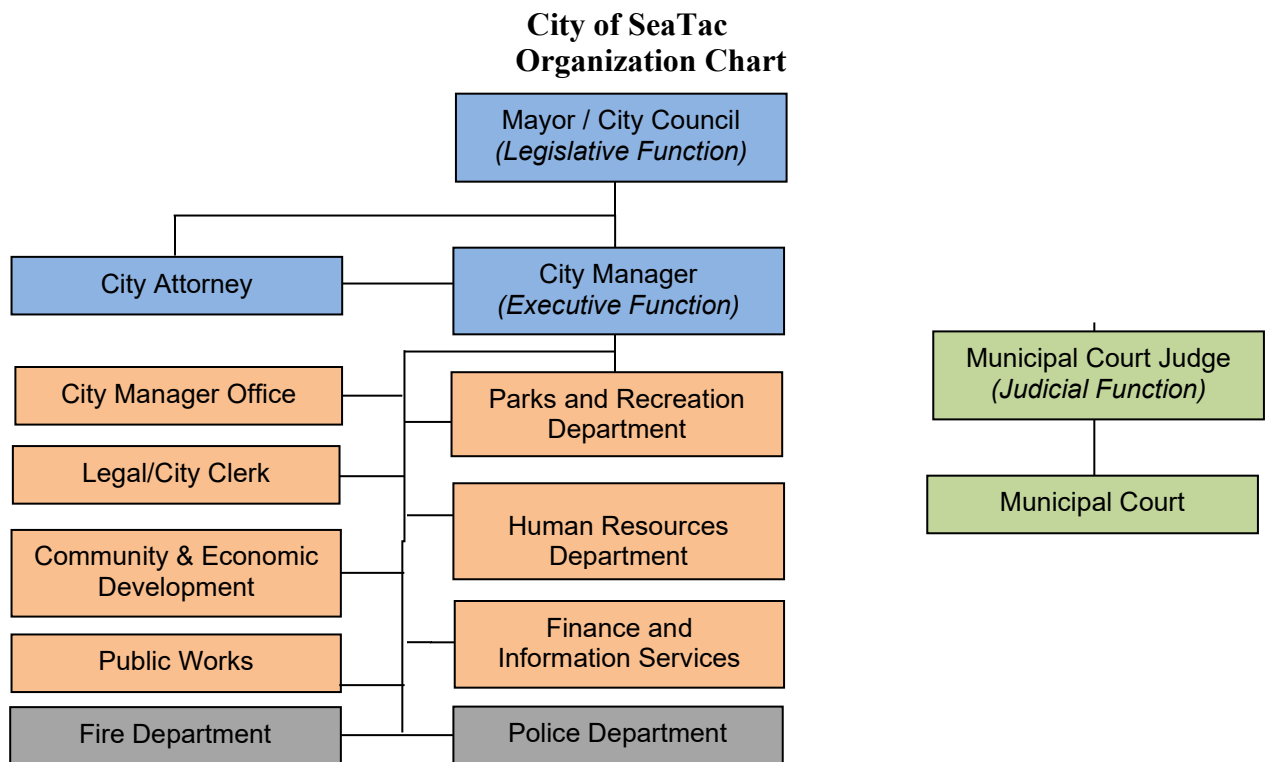 City of SeaTac
Organization Chart
Mayor / City Council
(Legislative Function)
City Attorney
City Manager
(Executive Function)
City Manager Office
Parks and Recreation
Department
Legal/City Clerk
Human Resources
Department
Community & Economic
Development
Finance and
Information Services
Public Works
Fire Department
Police Department
Municipal Court Judge
(Judicial Function)
Municipal Court